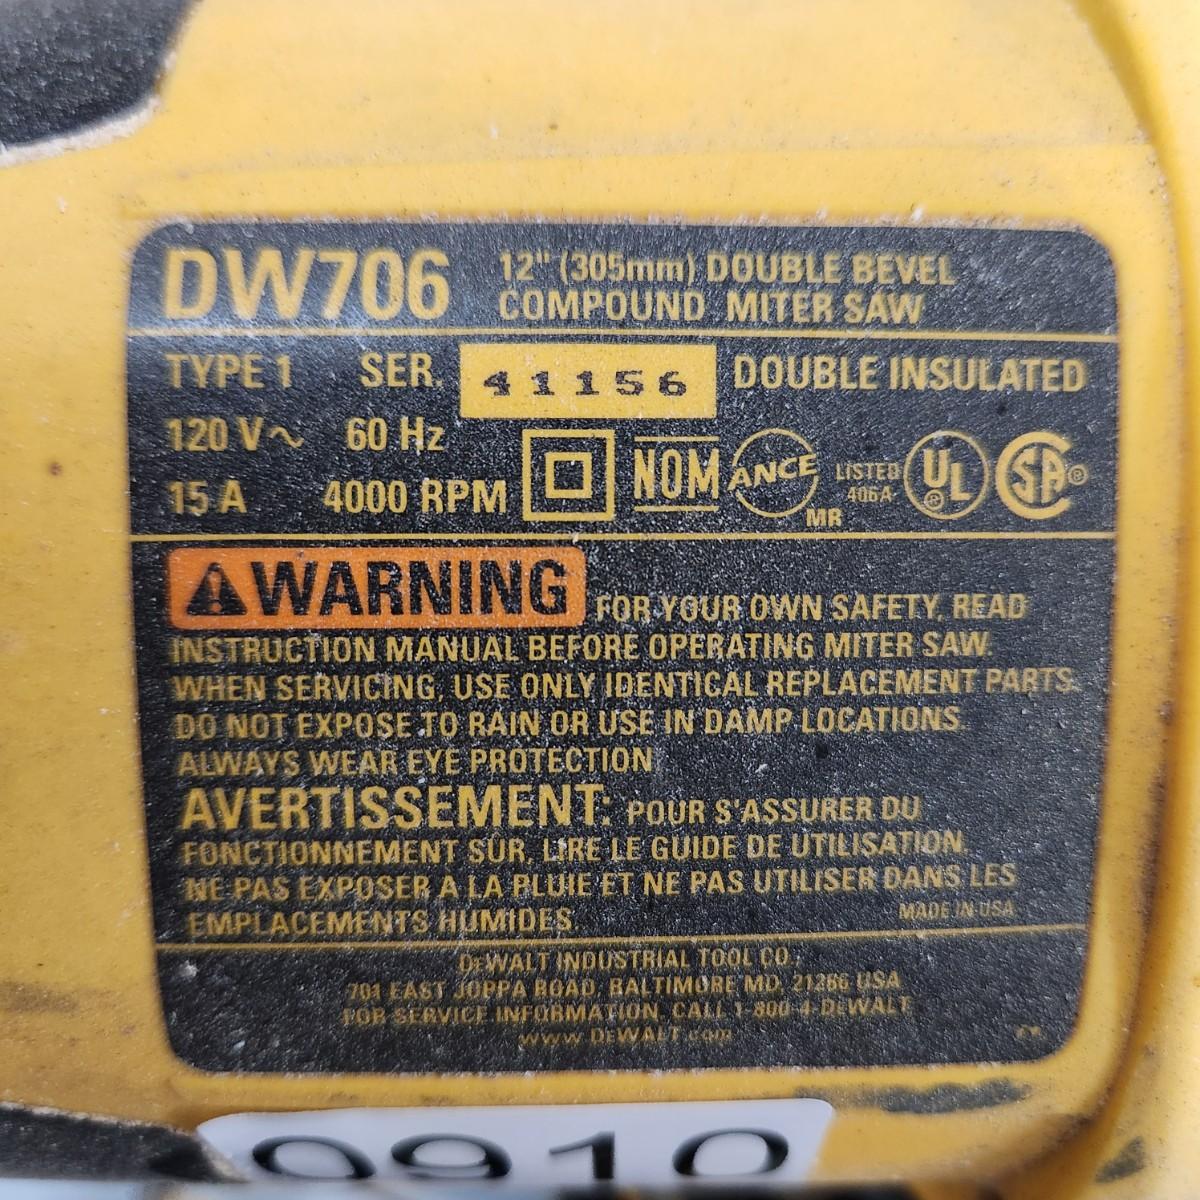 DW706 12" (305mm) DOUBLE BEVEL
COMPOUND MITER SAW
TYPE 1 SER. 41156 DOUBLE INSULATED
120 V~ 60 Hz
15 A 4000 RPM NOM ANCE MR LISTED 406A UL ® SA ®
WARNING FOR YOUR OWN SAFETY, READ
INSTRUCTION MANUAL BEFORE OPERATING MITER SAW.
WHEN SERVICING, USE ONLY IDENTICAL REPLACEMENT PARTS.
DO NOT EXPOSE TO RAIN OR USE IN DAMP LOCATIONS
ALWAYS WEAR EYE PROTECTION
AVERTISSEMENT: POUR S'ASSURER DU
FONCTIONNEMENT SÛR, LIRE LE GUIDE DE UTILISATION.
NE PAS EXPOSER A LA PLUIE ET NE PAS UTILISER DANS LES
EMPLACEMENTS HUMIDES.
MADE IN USA
DEWALT INDUSTRIAL TOOL CO.,
701 EAST JOPPA ROAD, BALTIMORE MD, 21286 USA
FOR SERVICE INFORMATION, CALL 1-800-4-DEWALT
www.DEWALT.com